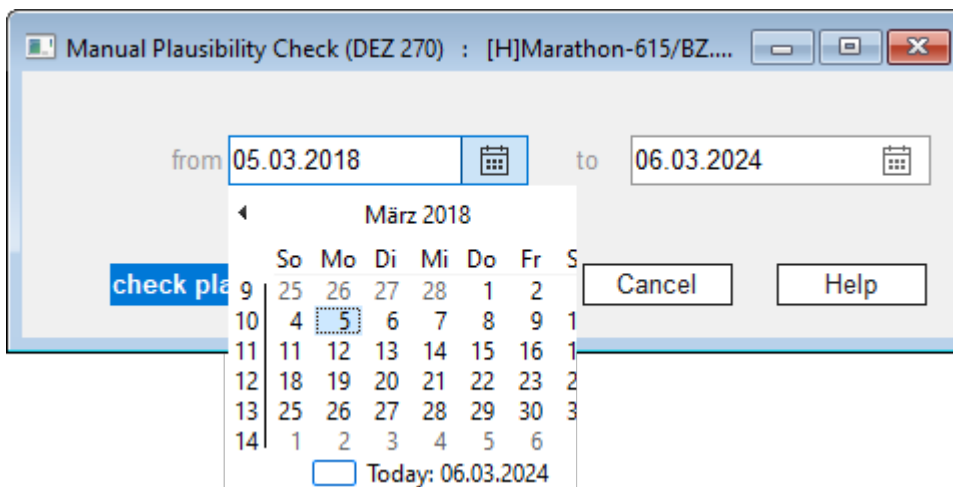 Manual Plausibility Check (DEZ 270) : [H]Marathon-615/BZ....
from 05.03.2018 to 06.03.2024
März 2018
So Mo Di Mi Do Fr
check Cancel Help
9 25 26 27 28 1 2
10 4 5 6 7 8 9
11 11 12 13 14 15 16
12 18 19 20 21 22 23
13 25 26 27 28 29 30
14 1 2 3 4 5 6
Today: 06.03.2024